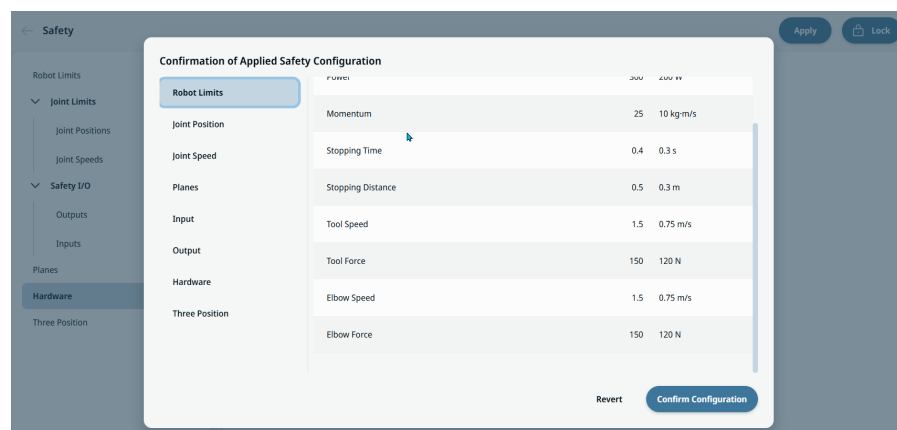 Safety
Apply
Lock
Robot Limits
Joint Limits
Joint Positions
Joint Speeds
Safety I/O
Outputs
Inputs
Planes
Hardware
Three Position
Confirmation of Applied Safety Configuration
Robot Limits
Joint Position
Joint Speed
Planes
Input
Output
Hardware
Three Position
Power 300 200 W
Momentum 25 10 kg·m/s
Stopping Time 0.4 0.3 s
Stopping Distance 0.5 0.3 m
Tool Speed 1.5 0.75 m/s
Tool Force 150 120 N
Elbow Speed 1.5 0.75 m/s
Elbow Force 150 120 N
Revert
Confirm Configuration